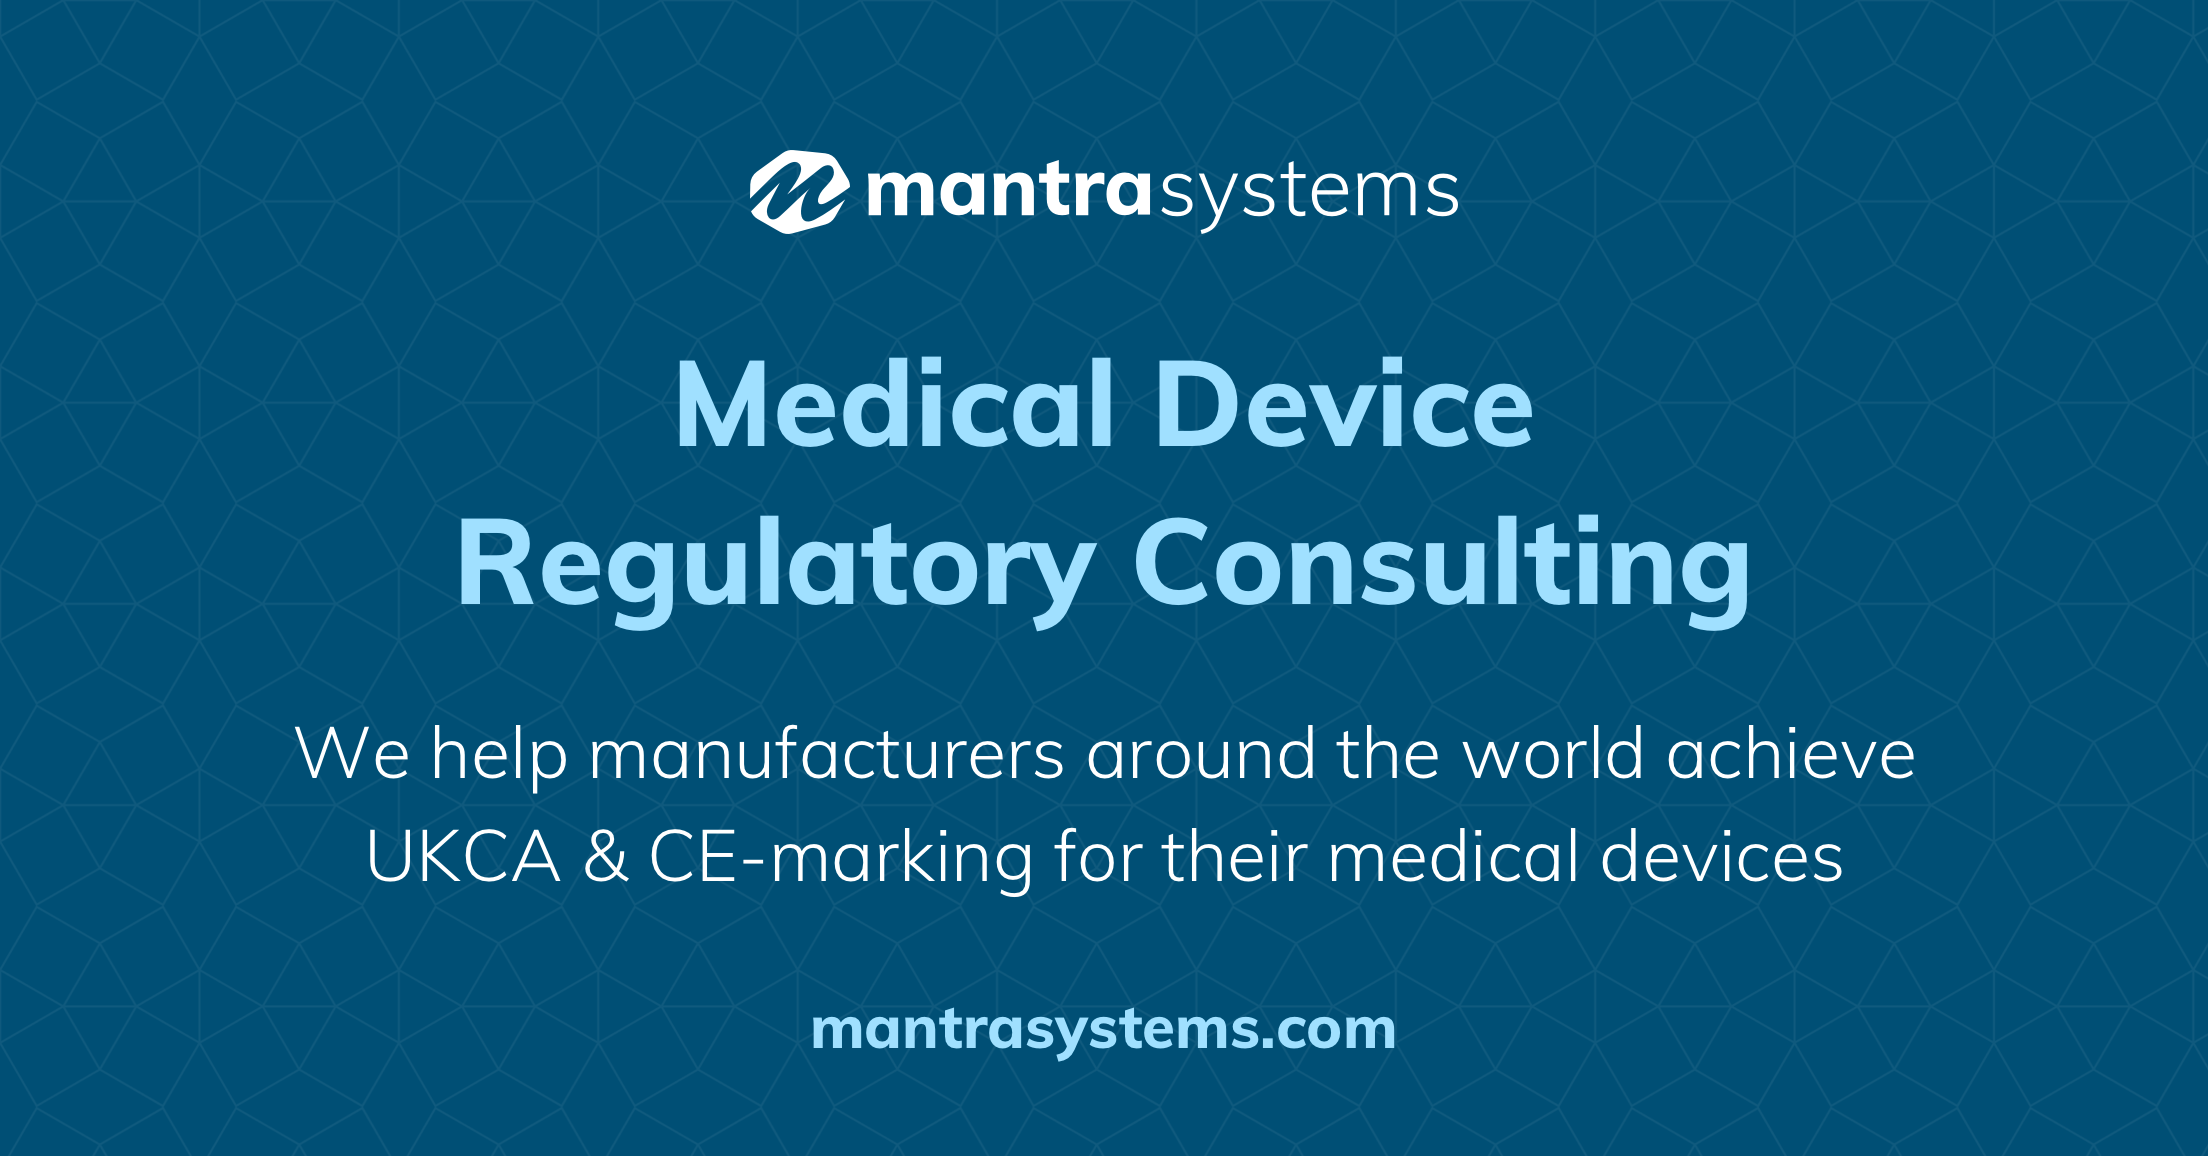 mantrasystems
Medical Device
Regulatory Consulting
We help manufacturers around the world achieve
UKCA & CE-marking for their medical devices
mantrasystems.com